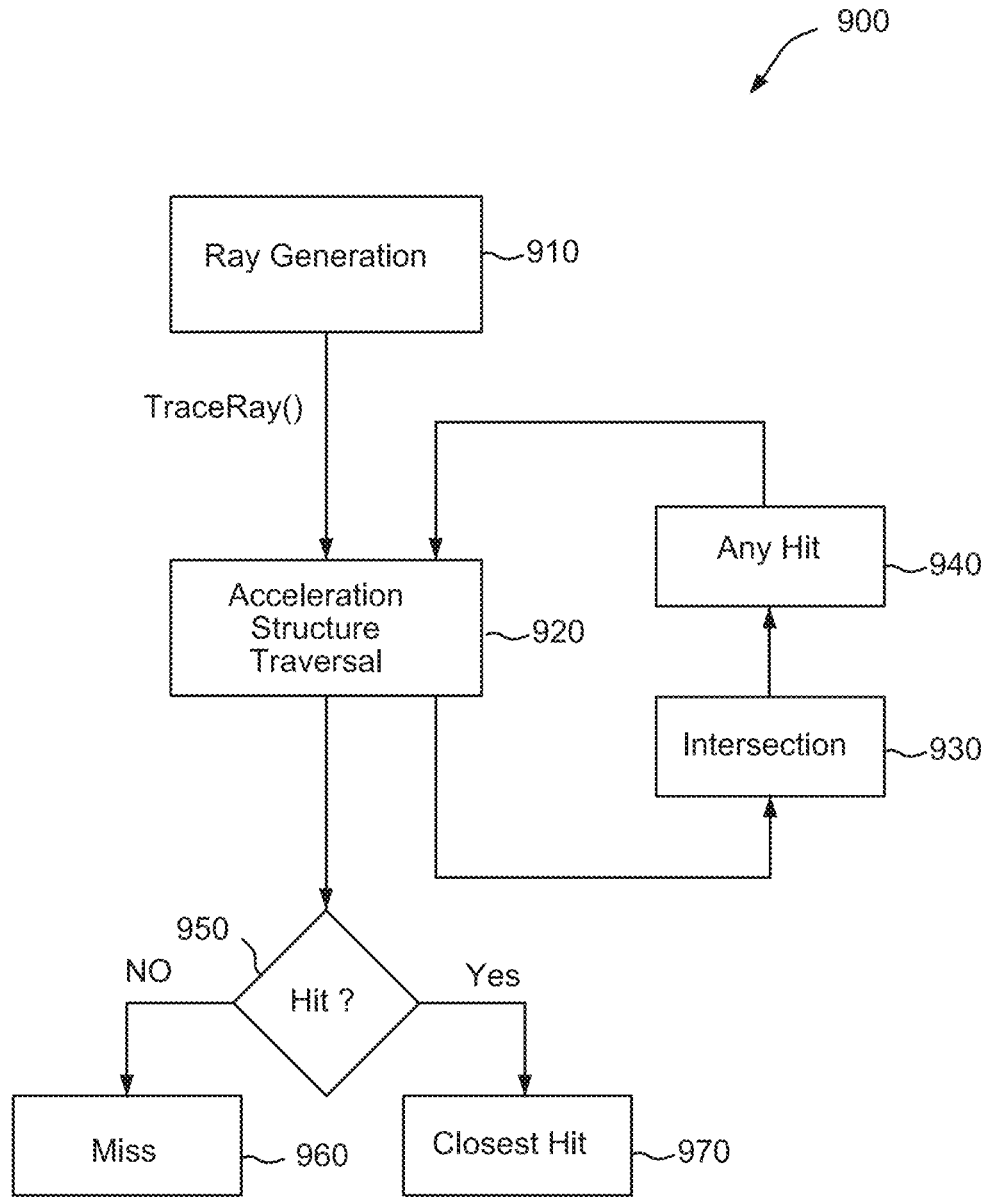 900
Ray Generation
910
TraceRay()
Any Hit
940
Acceleration
Structure
Traversal
920
Intersection
930
950
NO
Hit ?
Yes
Miss
960
Closest Hit
970